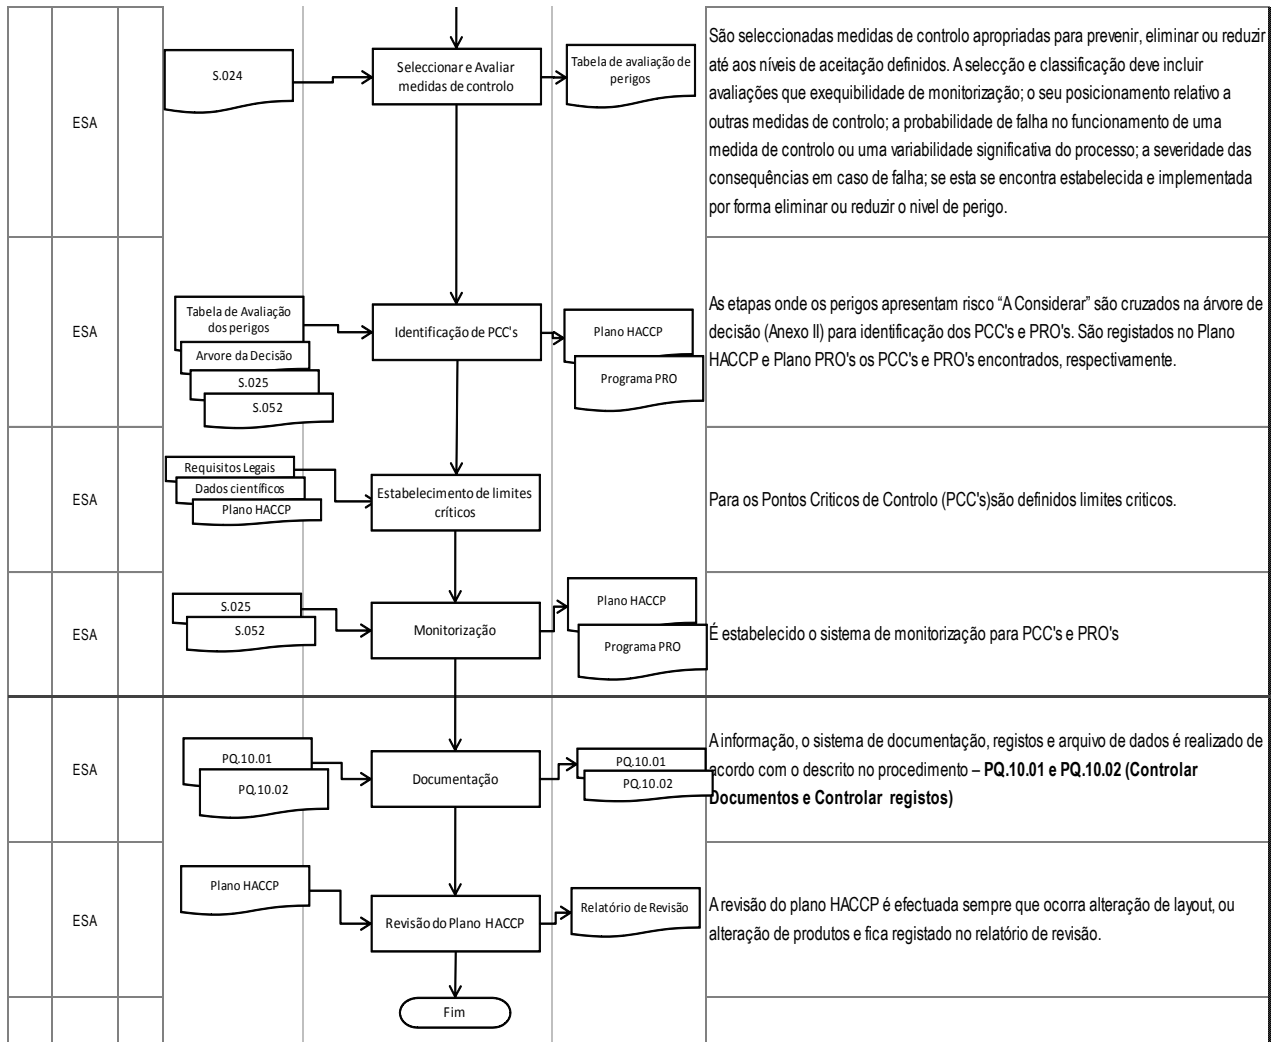 ESA
S.024
Seleccionar e Avaliar
medidas de controlo
Tabela de avaliação de
perigos
São seleccionadas medidas de controlo apropriadas para prevenir, eliminar ou reduzir
até aos níveis de aceitação definidos. A selecção e classificação deve incluir
avaliações que exequibilidade de monitorização; o seu posicionamento relativo a
outras medidas de controlo; a probabilidade de falha no funcionamento de uma
medida de controlo ou uma variabilidade significativa do processo; a severidade das
consequências em caso de falha; se esta se encontra estabelecida e implementada
por forma eliminar ou reduzir o nivel de perigo.
ESA
Tabela de Avaliação
dos perigos
Arvore da Decisão
S.025
S.052
Identificação de PCC's
Plano HACCP
Programa PRO
As etapas onde os perigos apresentam risco “A Considerar” são cruzados na árvore de
decisão (Anexo II) para identificação dos PCC's e PRO's. São registados no Plano
HACCP e Plano PRO's os PCC's e PRO's encontrados, respectivamente.
ESA
Requisitos Legais
Dados científicos
Plano HACCP
Estabelecimento de limites
críticos
Para os Pontos Criticos de Controlo (PCC's)são definidos limites criticos.
ESA
S.025
S.052
Monitorização
Plano HACCP
Programa PRO
É estabelecido o sistema de monitorização para PCC's e PRO's
ESA
PQ.10.01
PQ.10.02
Documentação
PQ.10.01
PQ.10.02
A informação, o sistema de documentação, registos e arquivo de dados é realizado de
acordo com o descrito no procedimento – PQ.10.01 e PQ.10.02 (Controlar
Documentos e Controlar registos)
ESA
Plano HACCP
Revisão do Plano HACCP
Relatório de Revisão
A revisão do plano HACCP é efectuada sempre que ocorra alteração de layout, ou
alteração de produtos e fica registado no relatório de revisão.
Fim